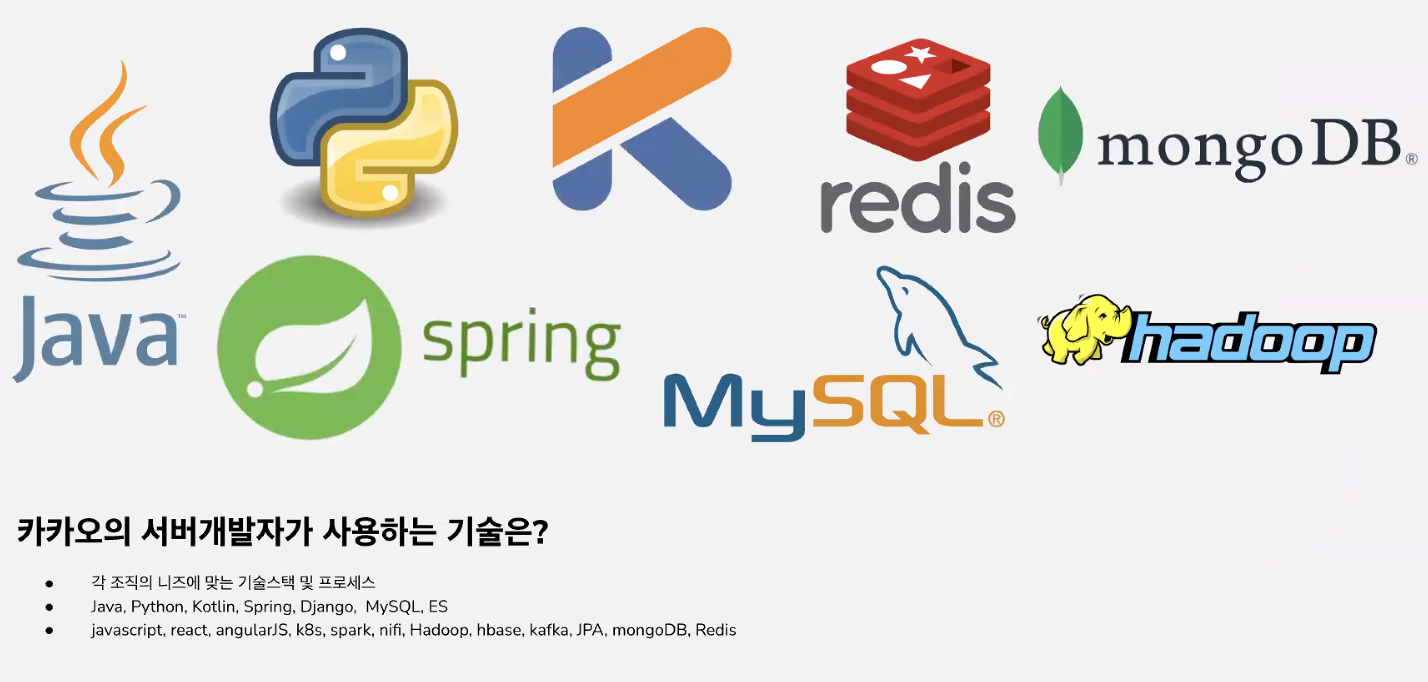 redis
mongoDB®
Java™
spring
MySQL®
hadoop
카카오의 서버개발자가 사용하는 기술은?
● 각 조직의 니즈에 맞는 기술스택 및 프로세스
● Java, Python, Kotlin, Spring, Django,  MySQL, ES
● javascript, react, angularJS, k8s, spark, nifi, Hadoop, hbase, kafka, JPA, mongoDB, Redis